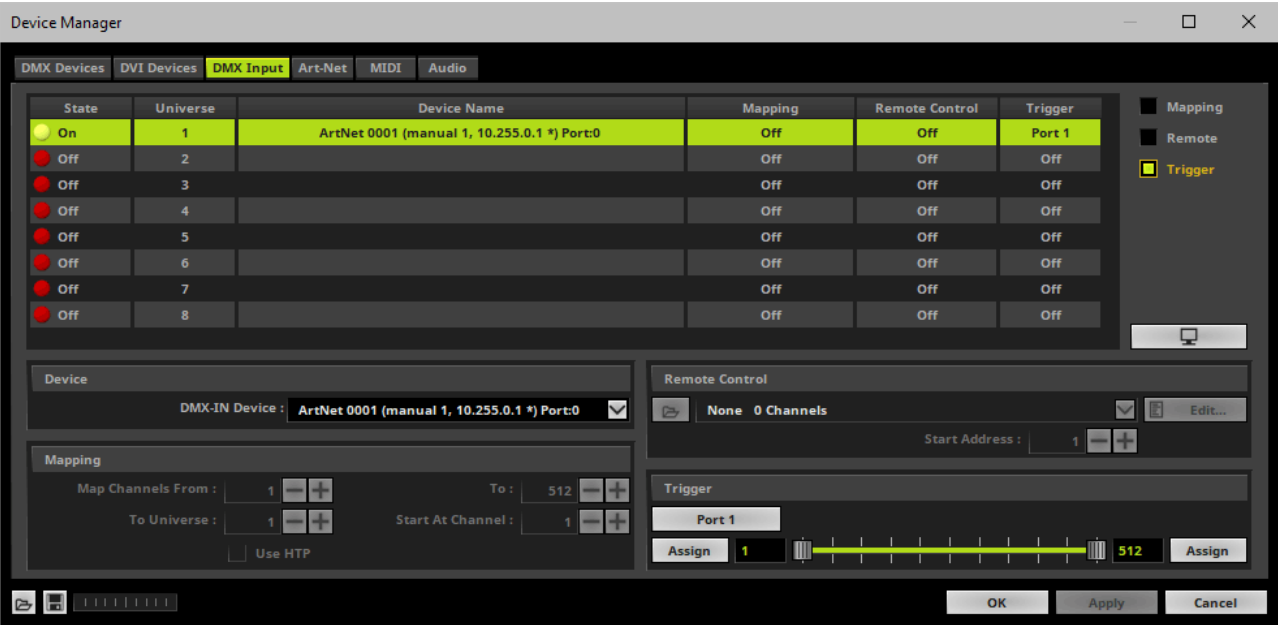 Device Manager
DMX Devices DVI Devices DMX Input Art-Net MIDI Audio
State Universe Device Name Mapping Remote Control Trigger
On 1 ArtNet 0001 (manual 1, 10.255.0.1 *) Port:0 Off Off Port 1
Off 2 Off Off Off
Off 3 Off Off Off
Off 4 Off Off Off
Off 5 Off Off Off
Off 6 Off Off Off
Off 7 Off Off Off
Off 8 Off Off Off
Mapping
Remote
Trigger
Device
DMX-IN Device : ArtNet 0001 (manual 1, 10.255.0.1 *) Port:0
Mapping
Map Channels From : 1 To : 512
To Universe : 1 Start At Channel : 1
Use HTP
Remote Control
None 0 Channels Edit...
Start Address : 1
Trigger
Port 1
Assign 1 512 Assign
OK Apply Cancel